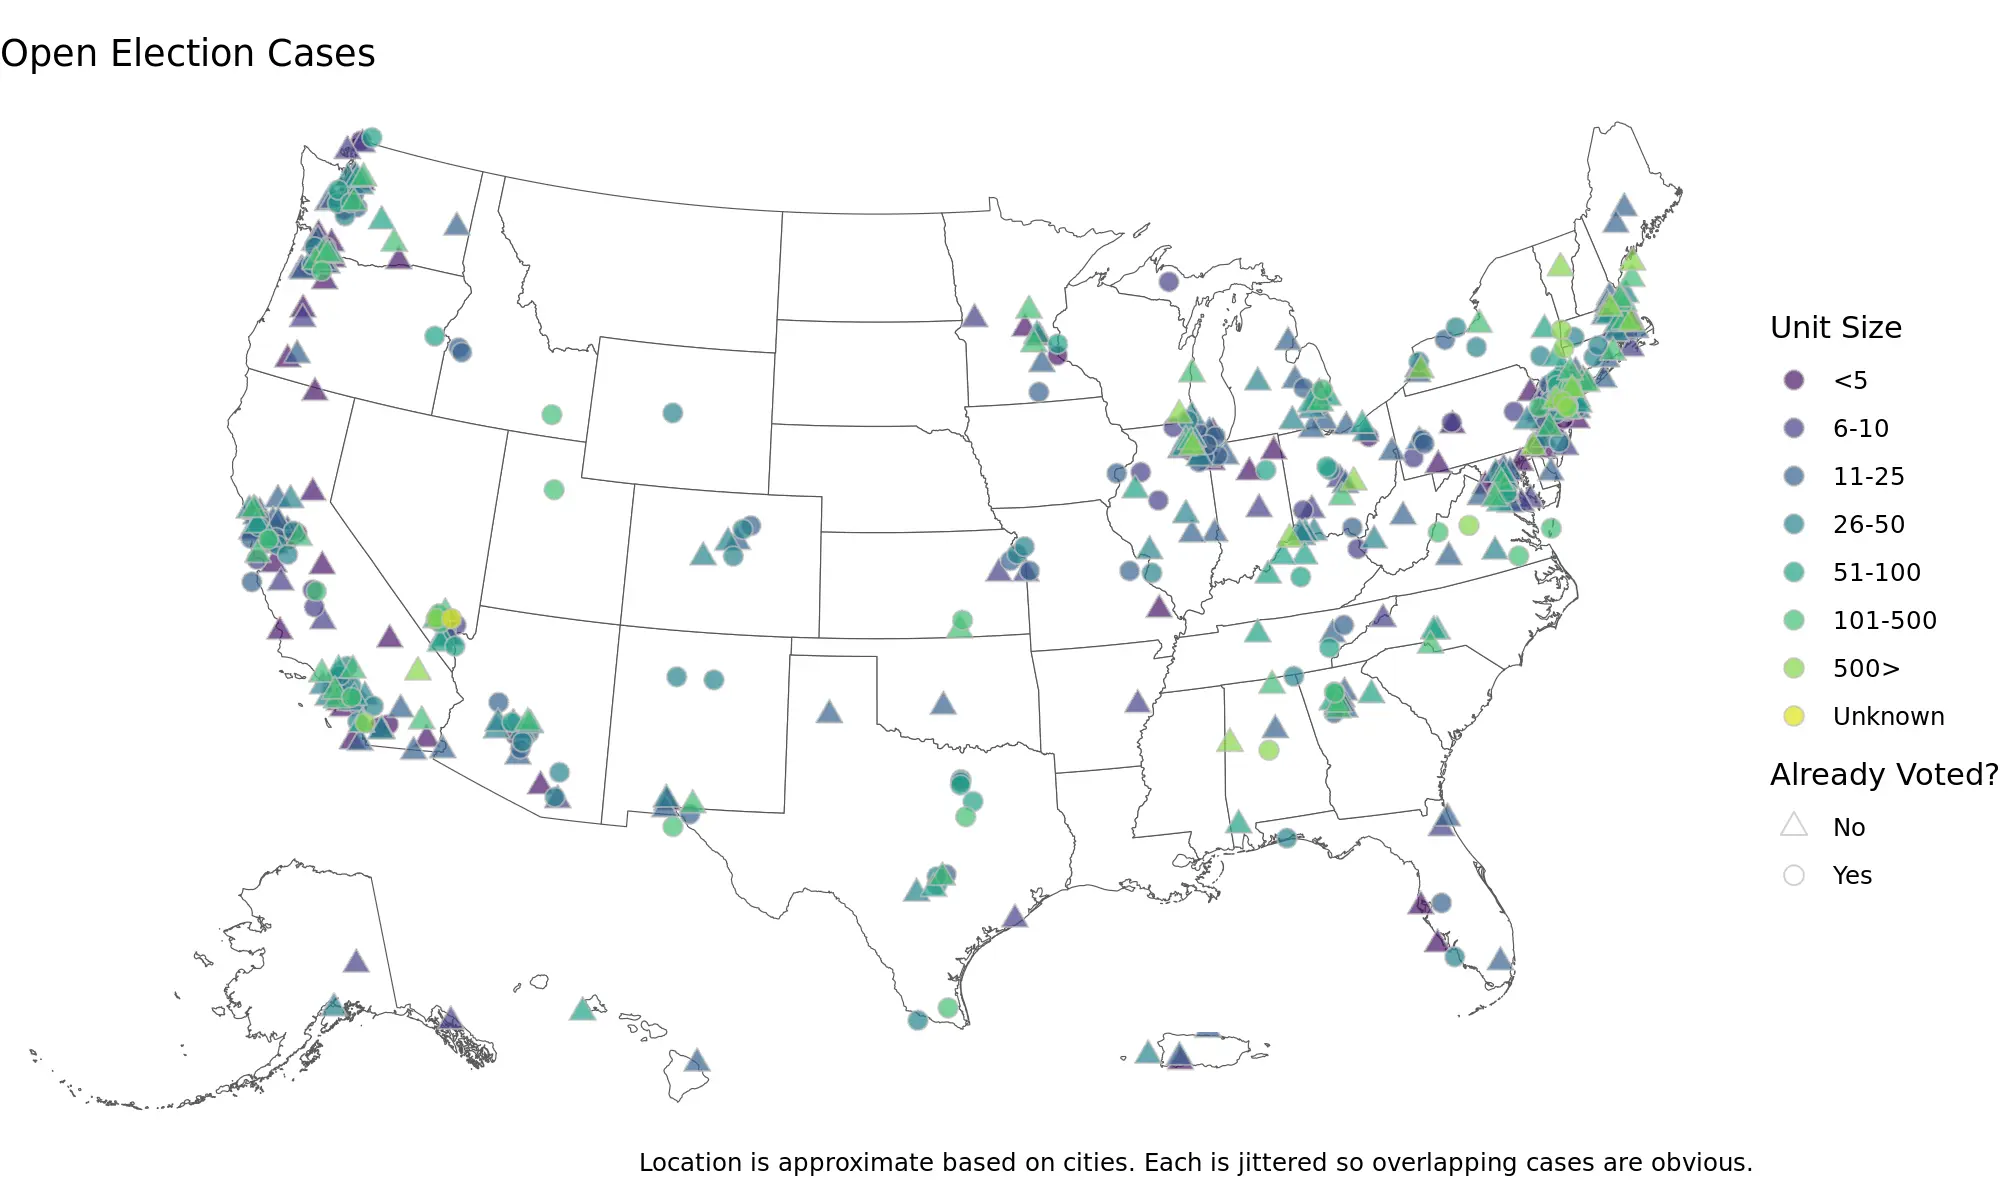 Open Election Cases
Unit Size
<5
6-10
11-25
26-50
51-100
101-500
500>
Unknown
Already Voted?
No
Yes
Location is approximate based on cities. Each is jittered so overlapping cases are obvious.